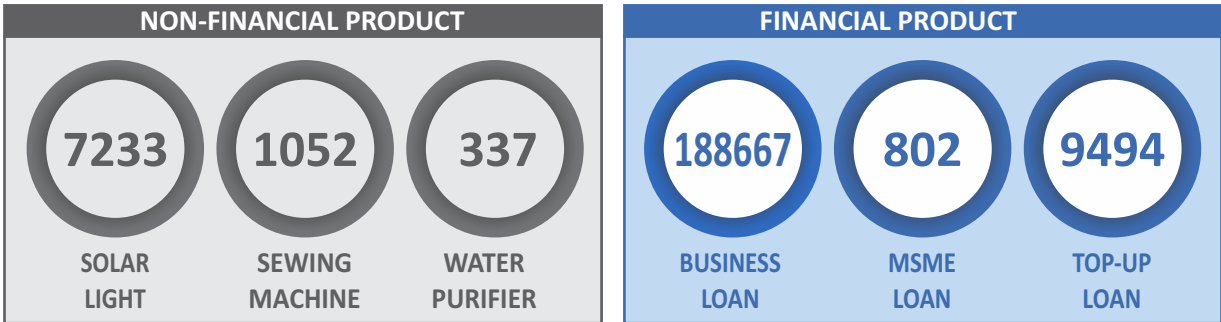 NON-FINANCIAL PRODUCT
7233
1052
337
SOLAR
LIGHT
SEWING
MACHINE
WATER
PURIFIER
FINANCIAL PRODUCT
188667
802
9494
BUSINESS
LOAN
MSME
LOAN
TOP-UP
LOAN